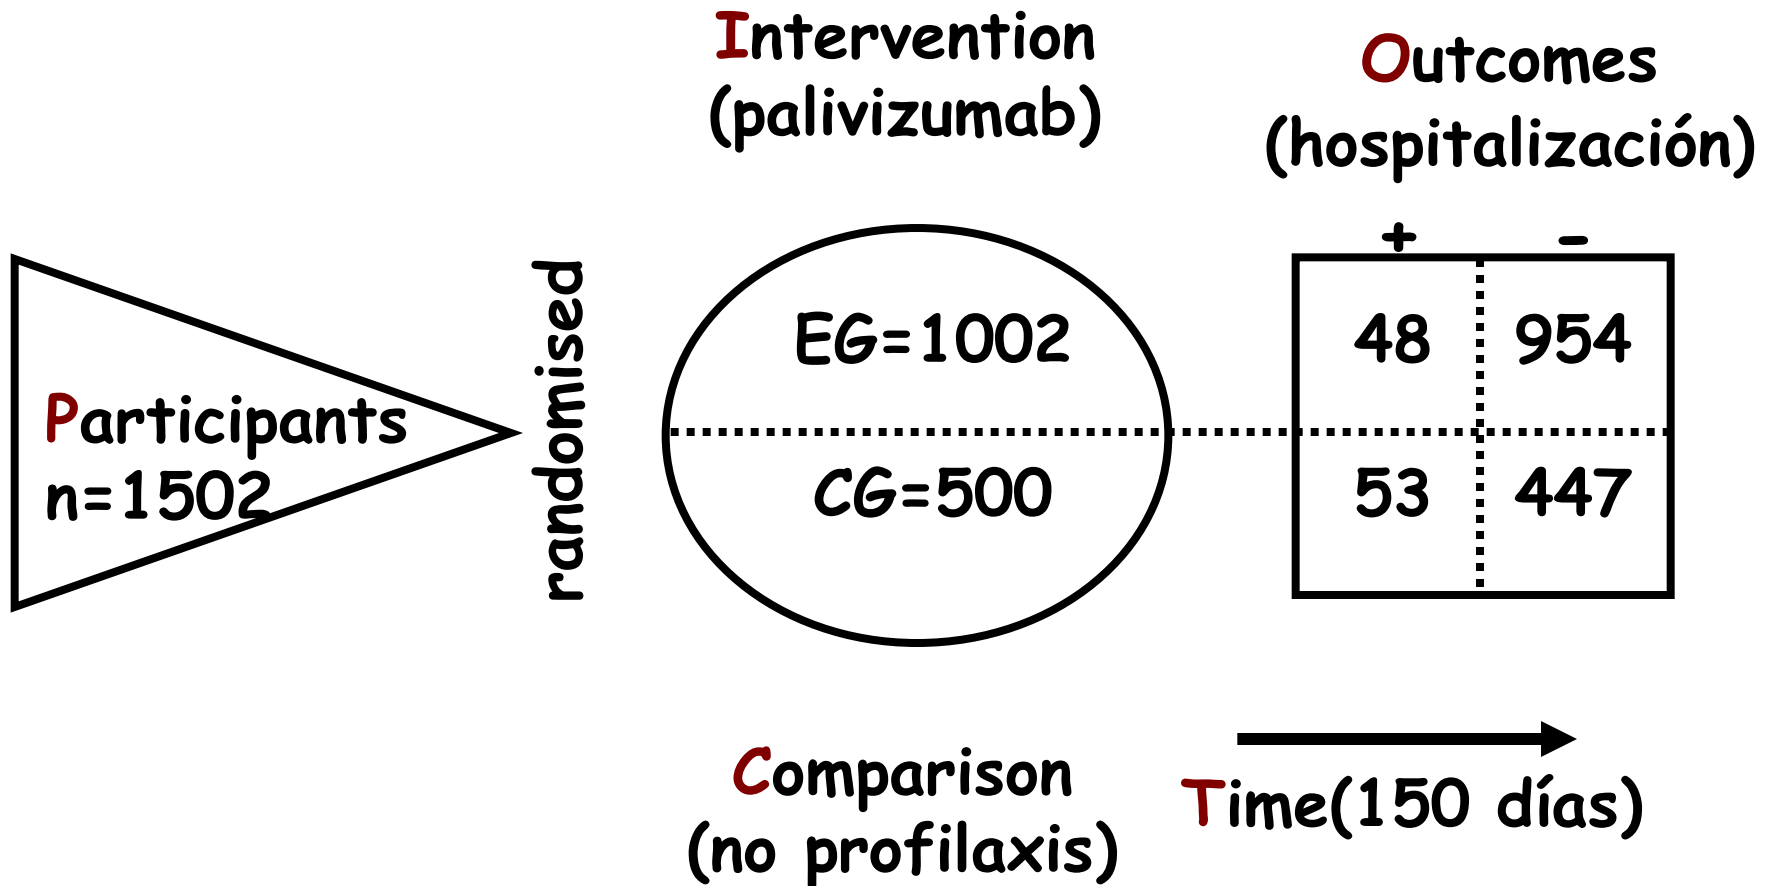 Intervention
(palivizumab)
Outcomes
(hospitalización)
+ -
randomised
EG=1002
48 954
Participants
n=1502
CG=500
53 447
Comparison
(no profilaxis)
Time(150 días)